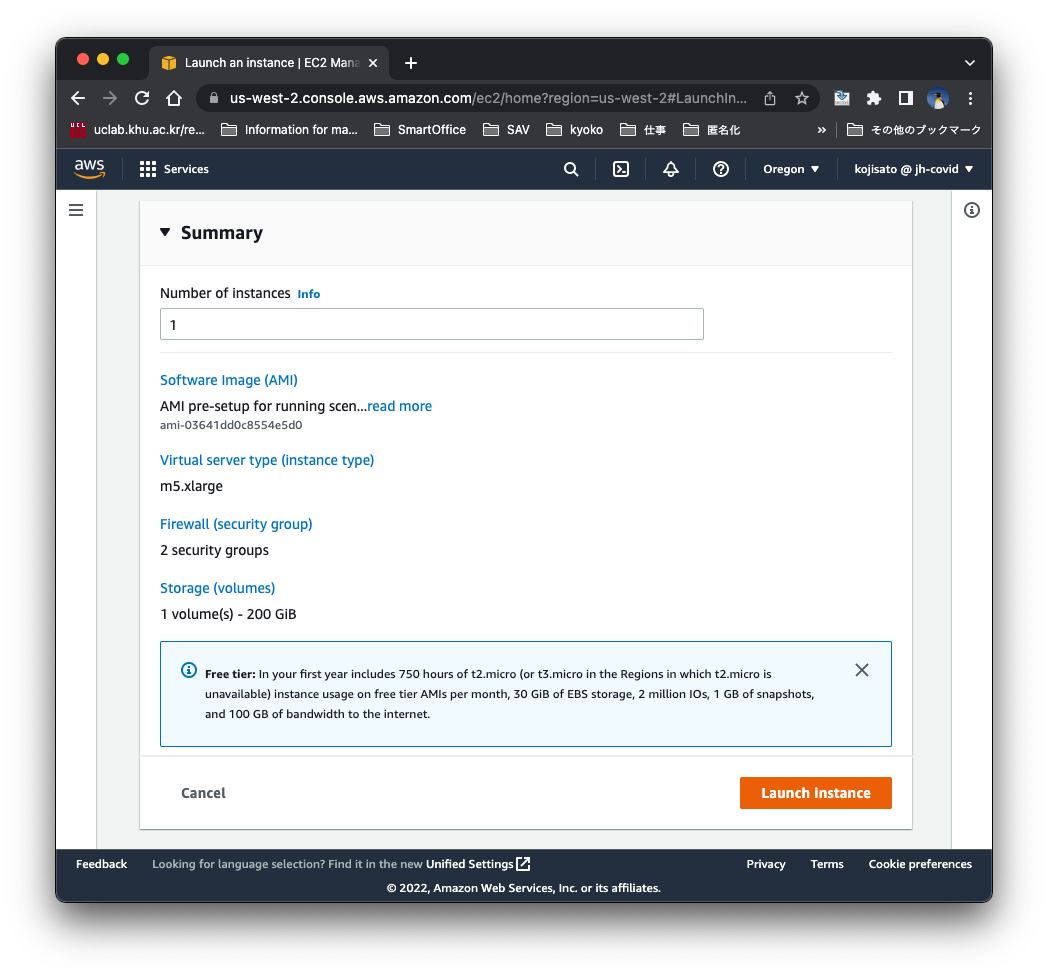 Launch an instance | EC2 Mana
us-west-2.console.aws.amazon.com/ec2/home?region=us-west-2#LaunchIn...
UCL uclab.khu.ac.kr/re... Information for ma... SmartOffice SAV kyoko 仕事 匿名化 » その他のブックマーク
aws Services Oregon kojisato @ jh-covid
Summary
Number of instances Info
1
Software Image (AMI)
AMI pre-setup for running scen...read more
ami-03641dd0c8554e5d0
Virtual server type (instance type)
m5.xlarge
Firewall (security group)
2 security groups
Storage (volumes)
1 volume(s) - 200 GiB
Free tier: In your first year includes 750 hours of t2.micro (or t3.micro in the Regions in which t2.micro is
unavailable) instance usage on free tier AMIs per month, 30 GiB of EBS storage, 2 million IOs, 1 GB of snapshots,
and 100 GB of bandwidth to the internet.
Cancel Launch instance
Feedback Looking for language selection? Find it in the new Unified Settings Privacy Terms Cookie preferences
© 2022, Amazon Web Services, Inc. or its affiliates.